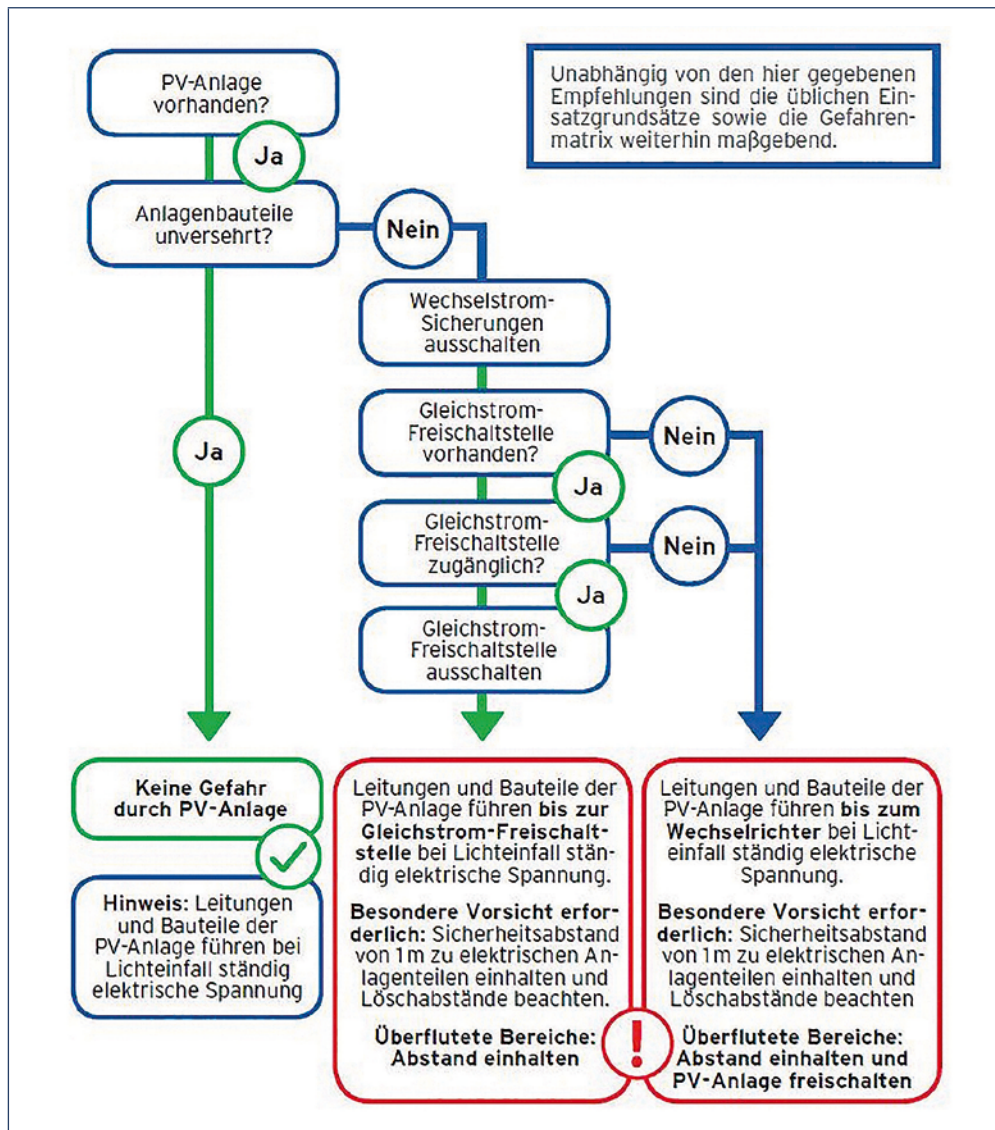 PV-Anlage
vorhanden?
Unabhängig von den hier gegebenen
Empfehlungen sind die üblichen Ein-
satzgrundsätze sowie die Gefahren-
matrix weiterhin maßgebend.
Ja
Anlagenbauteile
unversehrt?
Nein
Wechselstrom-
Sicherungen
ausschalten
Gleichstrom-
Freischaltstelle
vorhanden?
Nein
Ja
Ja
Gleichstrom-
Freischaltstelle
zugänglich?
Nein
Ja
Gleichstrom-
Freischaltstelle
ausschalten
Keine Gefahr
durch PV-Anlage
Hinweis: Leitungen
und Bauteile der
PV-Anlage führen bei
Lichteinfall ständig
elektrische Spannung
Leitungen und Bauteile der
PV-Anlage führen bis zur
Gleichstrom-Freischalt-
stelle bei Lichteinfall stän-
dig elektrische Spannung.
Besondere Vorsicht erfor-
derlich: Sicherheitsabstand
von 1 m zu elektrischen An-
lagenteilen einhalten und
Löschabstände beachten.
Überflutete Bereiche:
Abstand einhalten
!
Leitungen und Bauteile der
PV-Anlage führen bis zum
Wechselrichter bei Licht-
einfall ständig elektrische
Spannung.
Besondere Vorsicht erfor-
derlich: Sicherheitsabstand
von 1 m zu elektrischen An-
lagenteilen einhalten und
Löschabstände beachten
Überflutete Bereiche:
Abstand einhalten und
PV-Anlage freischalten